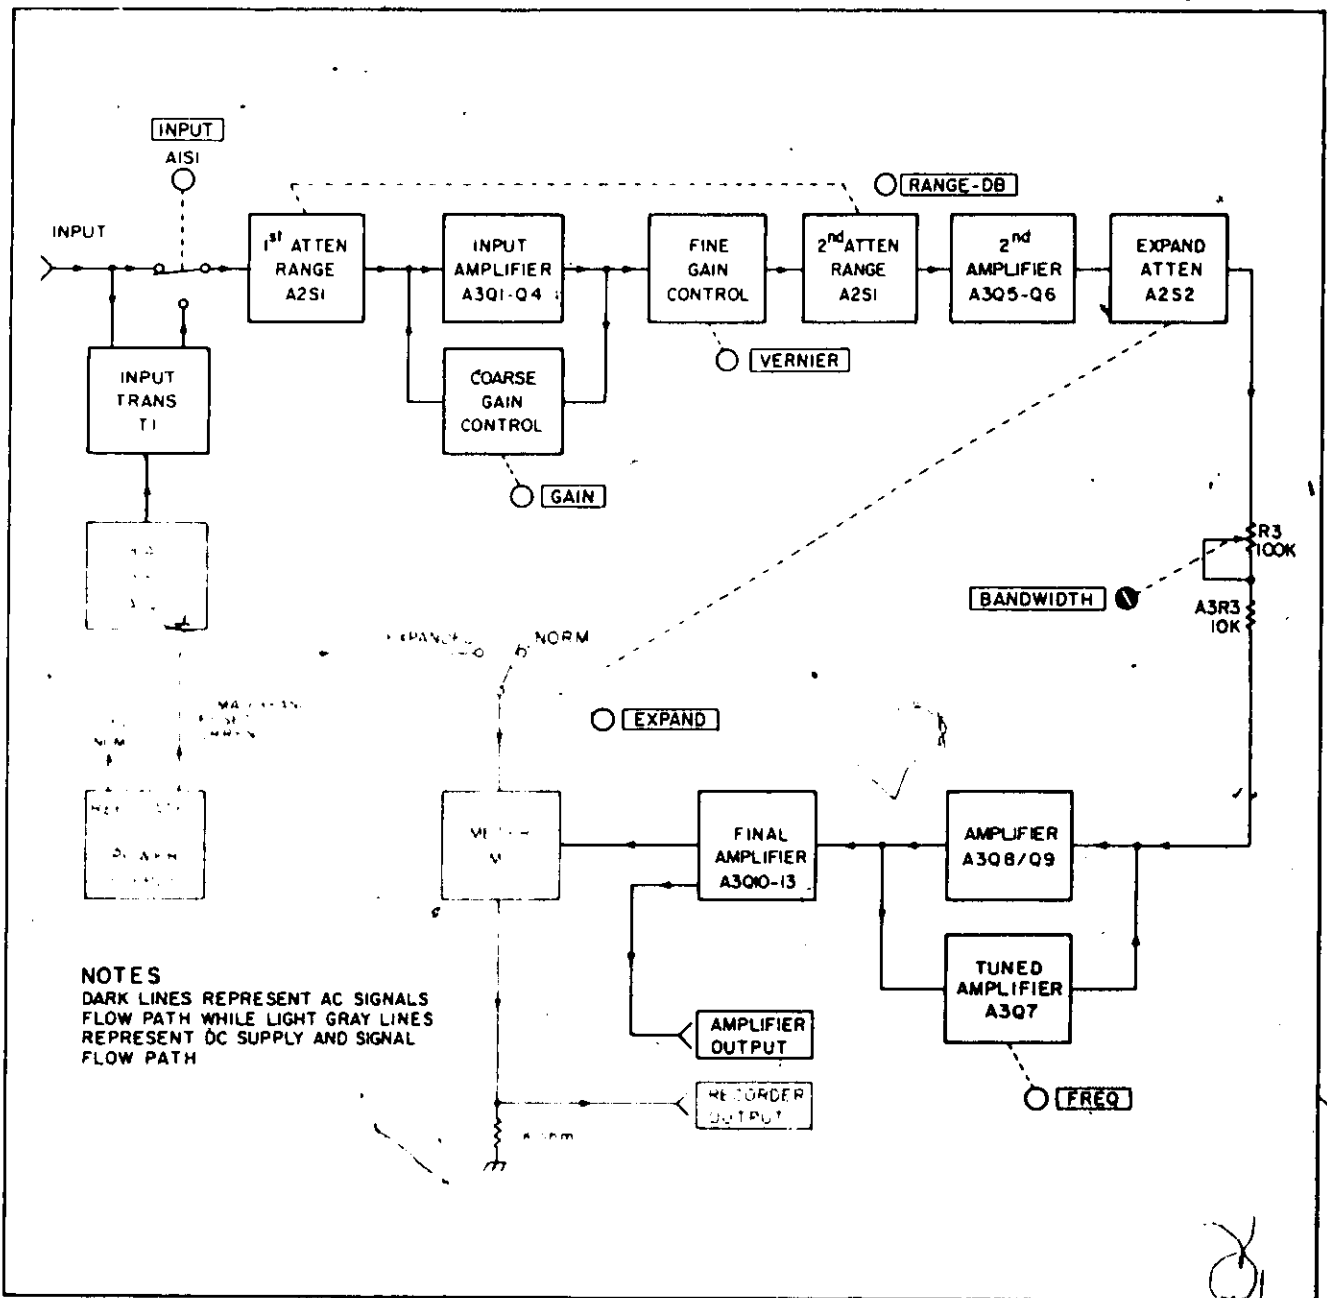 INPUT
A1S1
INPUT
1st ATTEN
RANGE
A2S1
INPUT
AMPLIFIER
A3Q1-Q4
FINE
GAIN
CONTROL
RANGE-DB
2nd ATTEN
RANGE
A2S1
2nd
AMPLIFIER
A3Q5-Q6
EXPAND
ATTEN
A2S2
VERNIER
INPUT
TRANS
T1
COARSE
GAIN
CONTROL
GAIN
R3
100K
BANDWIDTH
A3R3
10K
EXPANDED
NORM
EXPAND
POWER
METER
M
FINAL
AMPLIFIER
A3Q10-13
AMPLIFIER
A3Q8/Q9
TUNED
AMPLIFIER
A3Q7
FREQ
AMPLIFIER
OUTPUT
RECORDER
OUTPUT
NOTES
DARK LINES REPRESENT AC SIGNALS
FLOW PATH WHILE LIGHT GRAY LINES
REPRESENT DC SUPPLY AND SIGNAL
FLOW PATH